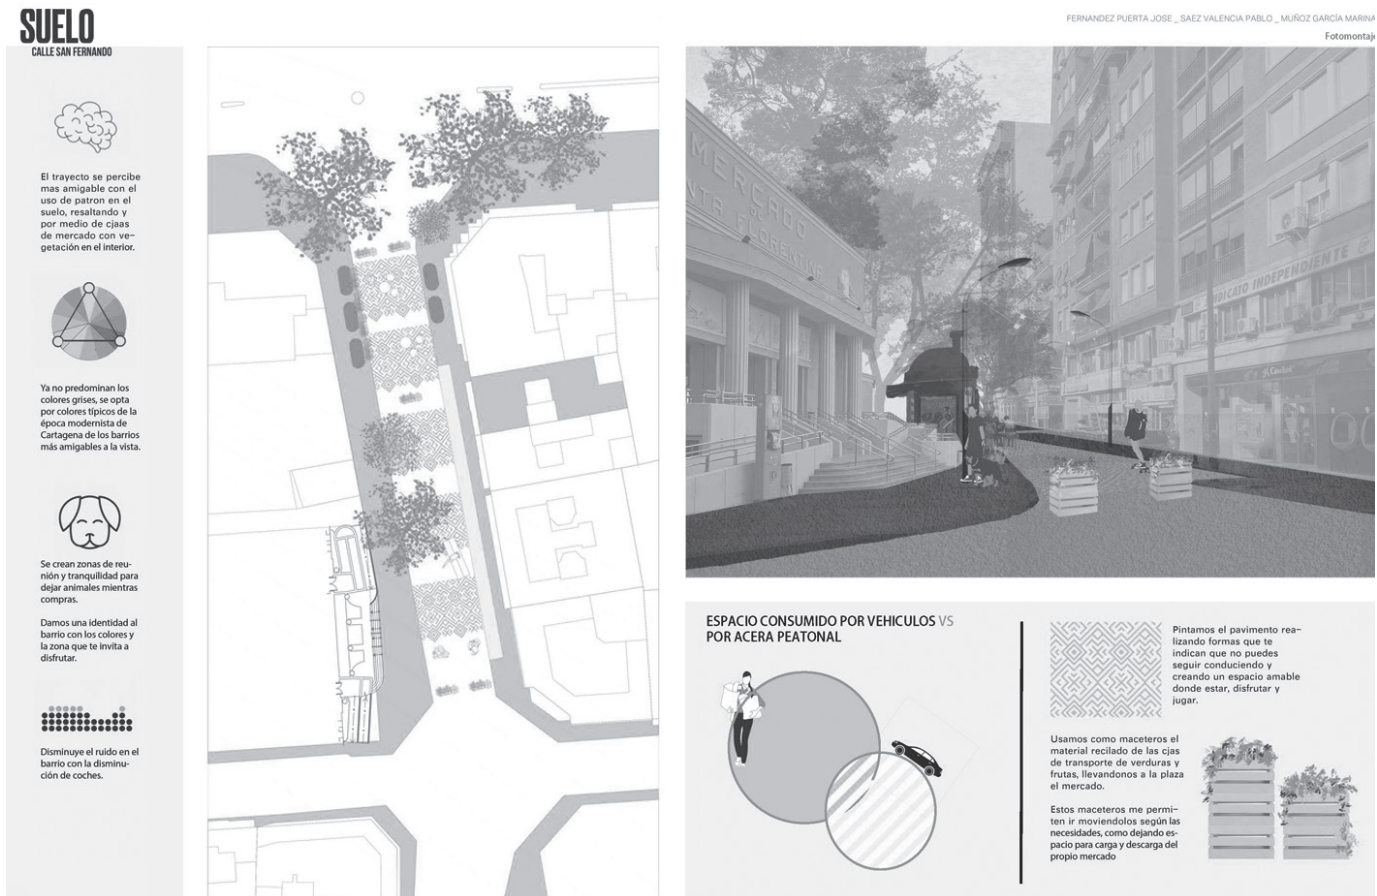 SUELO
CALLE SAN FERNANDO
FERNANDEZ PUERTA JOSE _ SAEZ VALENCIA PABLO _ MUÑOZ GARCÍA MARINA
Fotomontaje
El trayecto se percibe
mas amigable con el
uso de patron en el
suelo, resaltando y
por medio de cjaas
de mercado con ve-
getación en el interior.
Ya no predominan los
colores grises, se opta
por colores típicos de la
época modernista de
Cartagena de los barrios
más amigables a la vista.
Se crean zonas de reu-
nión y tranquilidad para
dejar animales mientras
compras.
Damos una identidad al
barrio con los colores y
la zona que te invita a
disfrutar.
Disminuye el ruido en el
barrio con la disminu-
ción de coches.
MERCADO
DE
NTA FLORENTINA
SINDICATO INDEPENDIENTE
ESPACIO CONSUMIDO POR VEHICULOS VS
POR ACERA PEATONAL
Pintamos el pavimento rea-
lizando formas que te
indican que no puedes
seguir conduciendo y
creando un espacio amable
donde estar, disfrutar y
jugar.
Usamos como maceteros el
material recilado de las cjas
de transporte de verduras y
frutas, llevandonos a la plaza
el mercado.
Estos maceteros me permi-
ten ir moviendolos según las
necesidades, como dejando es-
pacio para carga y descarga del
propio mercado